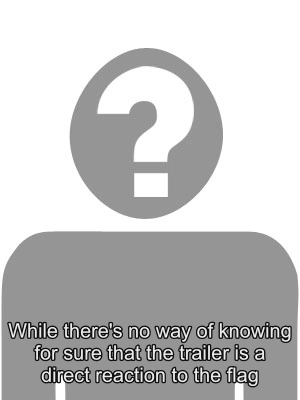 ?
While there's no way of knowing
for sure that the trailer is a
direct reaction to the flag